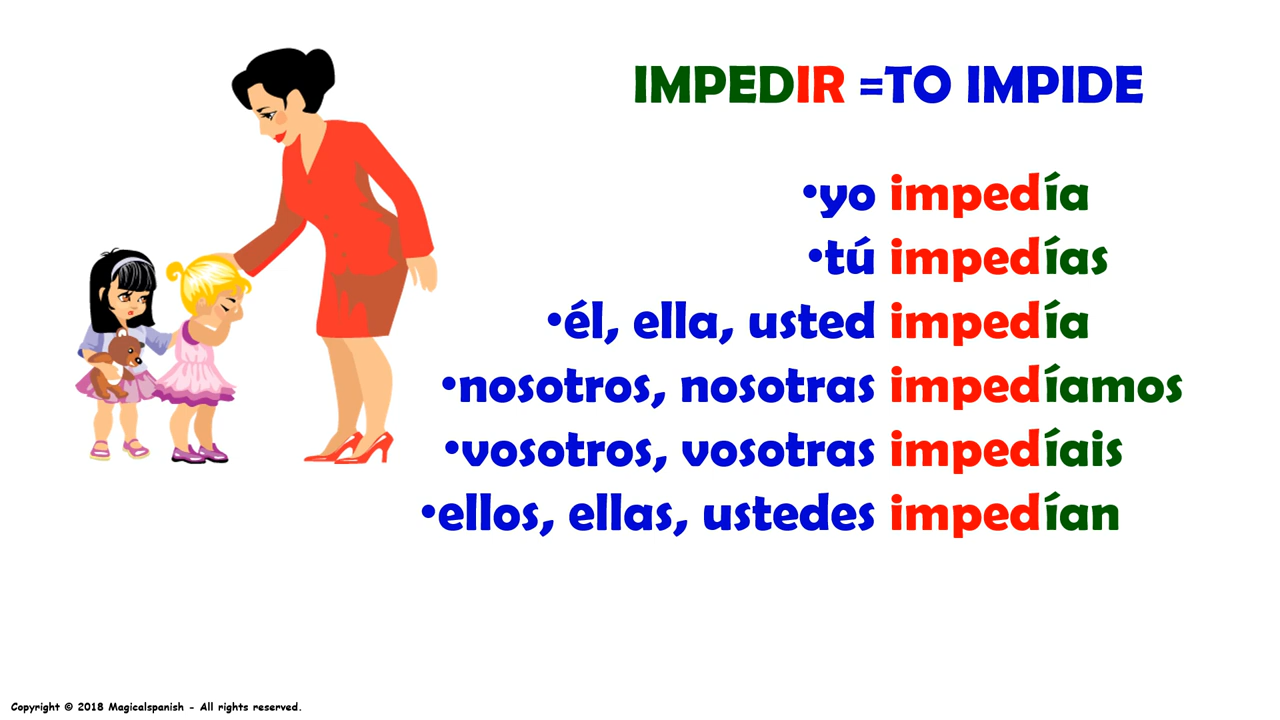 IMPEDIR =TO IMPIDE
•yo impedía
•tú impedías
•él, ella, usted impedía
•nosotros, nosotras impedíamos
•vosotros, vosotras impedíais
•ellos, ellas, ustedes impedían
Copyright © 2018 Magicalspanish - All rights reserved.